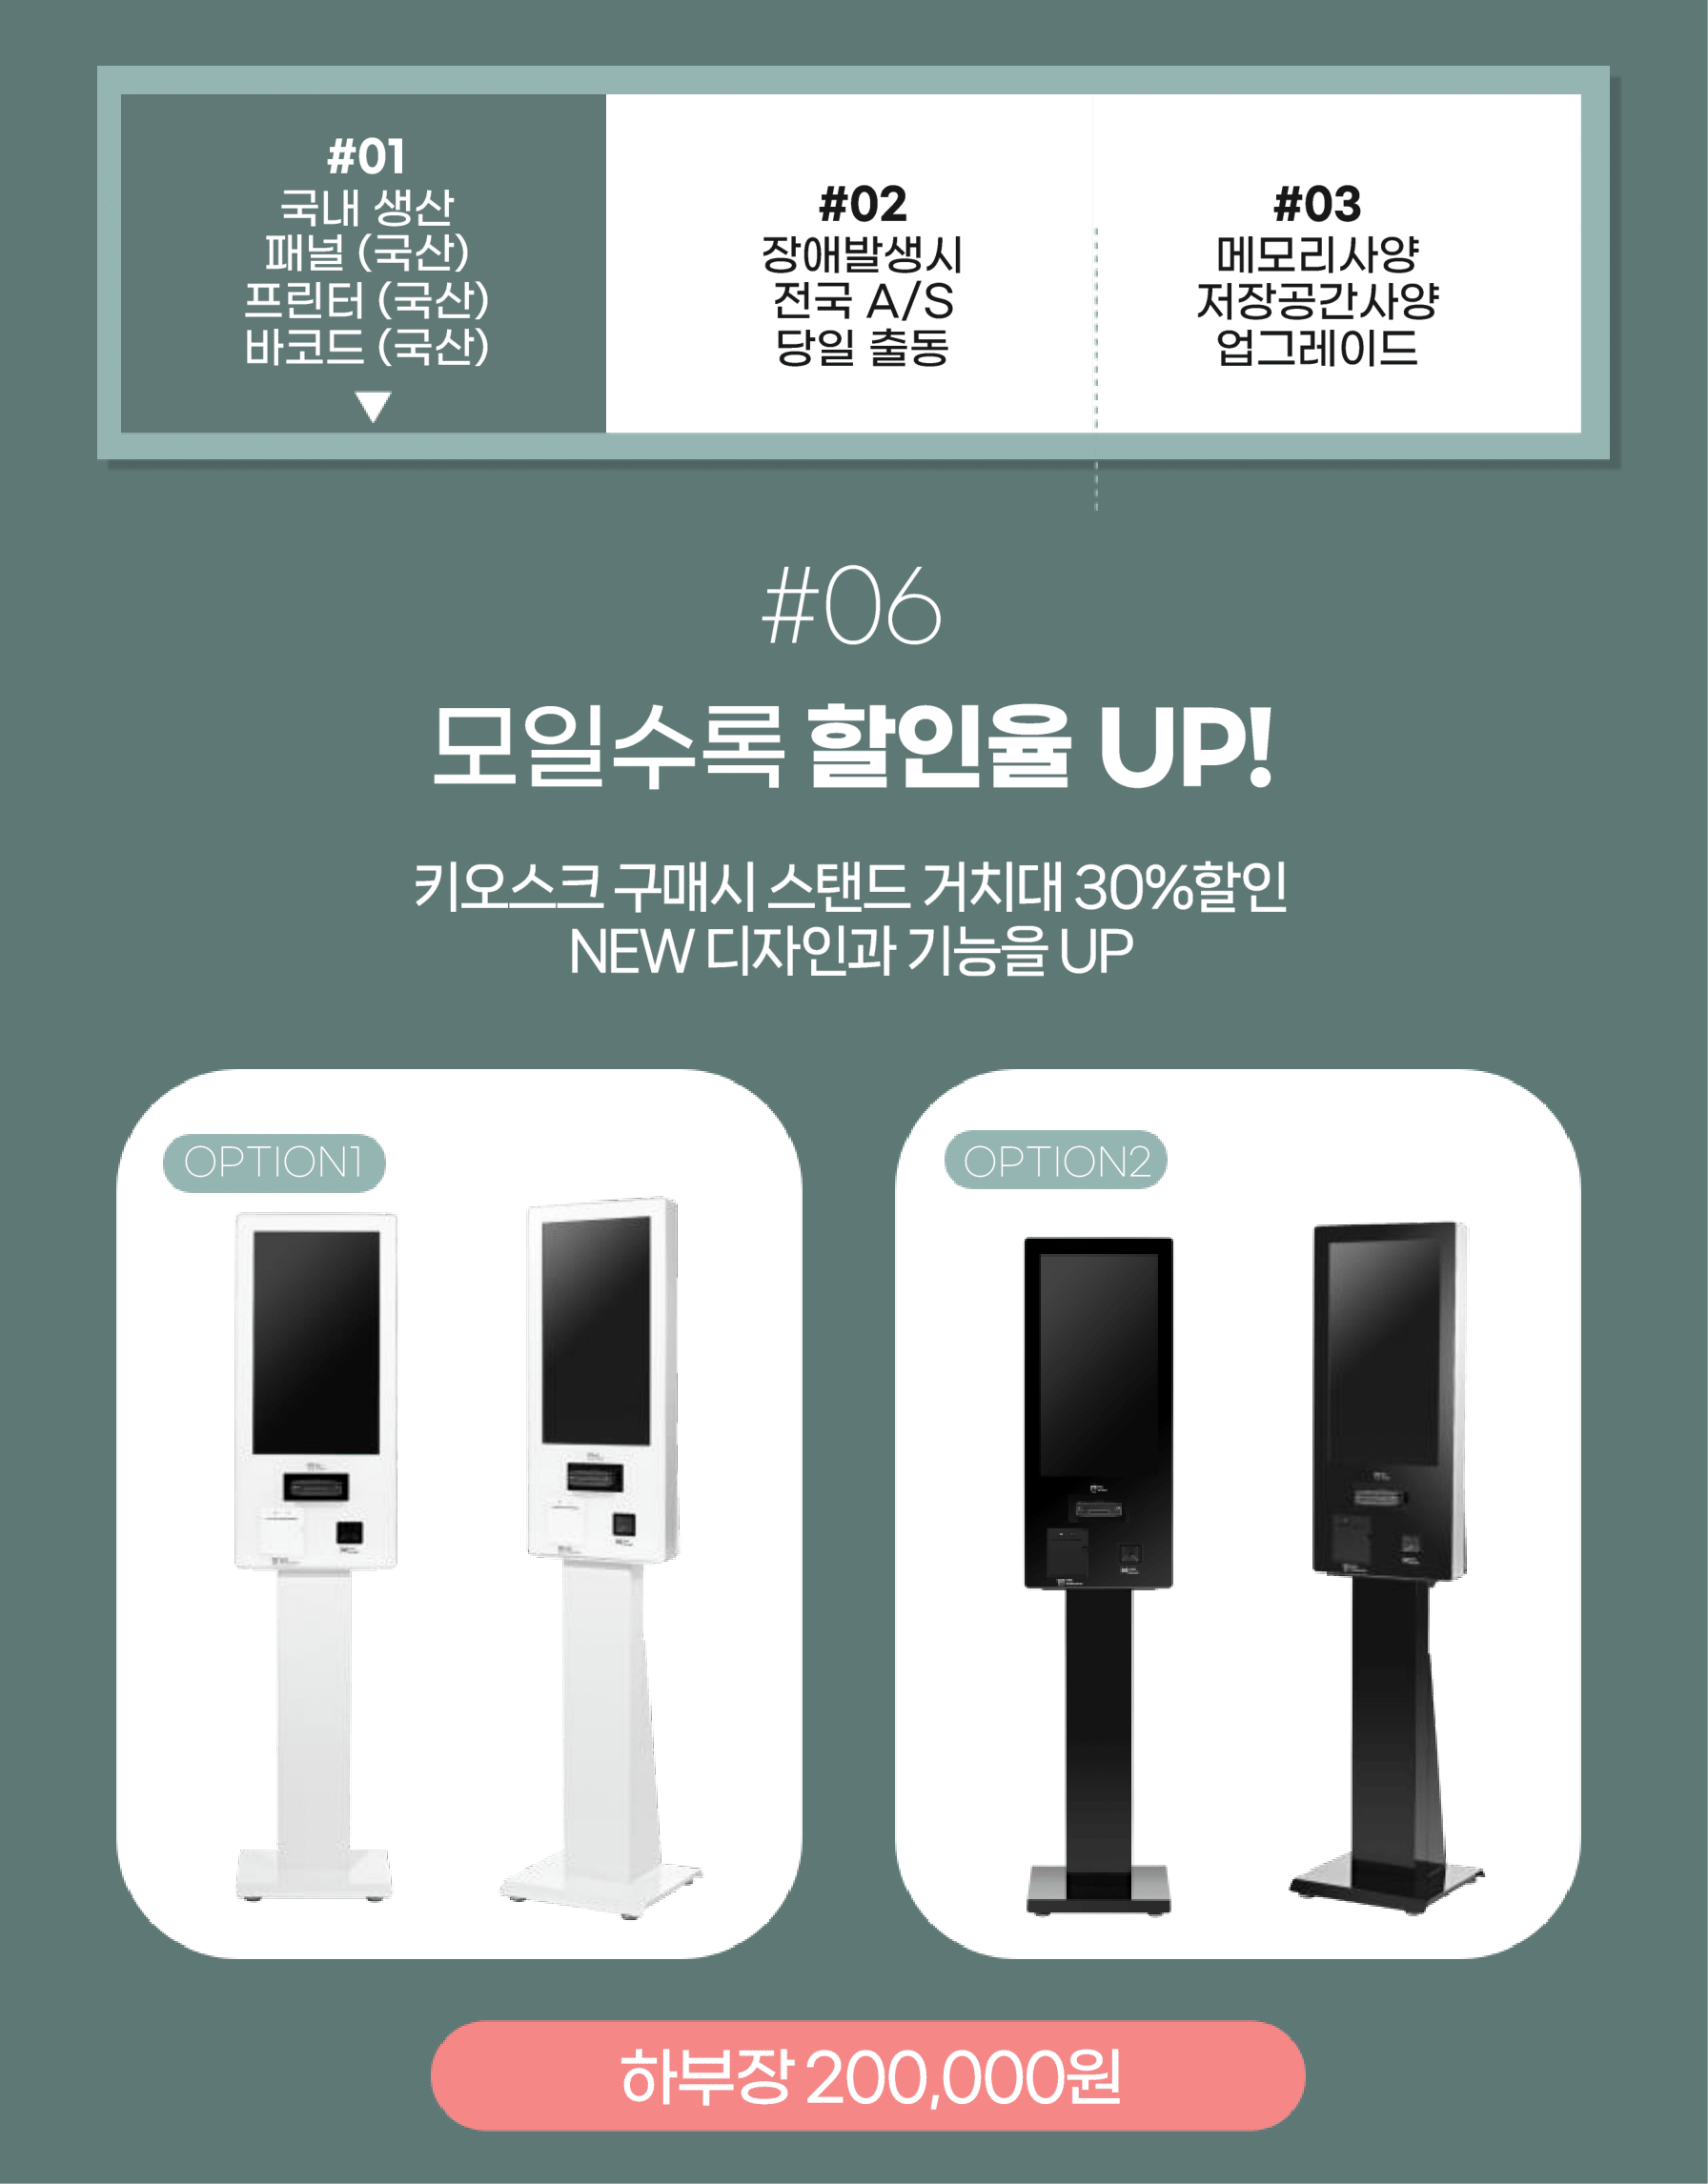 #01
국내 생산
패널 (국산)
프린터 (국산)
바코드 (국산)
#02
장애발생시
전국 A/S
당일 출동
#03
메모리사양
저장공간사양
업그레이드
#06
모일수록 할인율 UP!
키오스크 구매시 스탠드 거치대 30%할인
NEW 디자인과 기능을 UP
OPTION1
OPTION2
하부장 200,000원